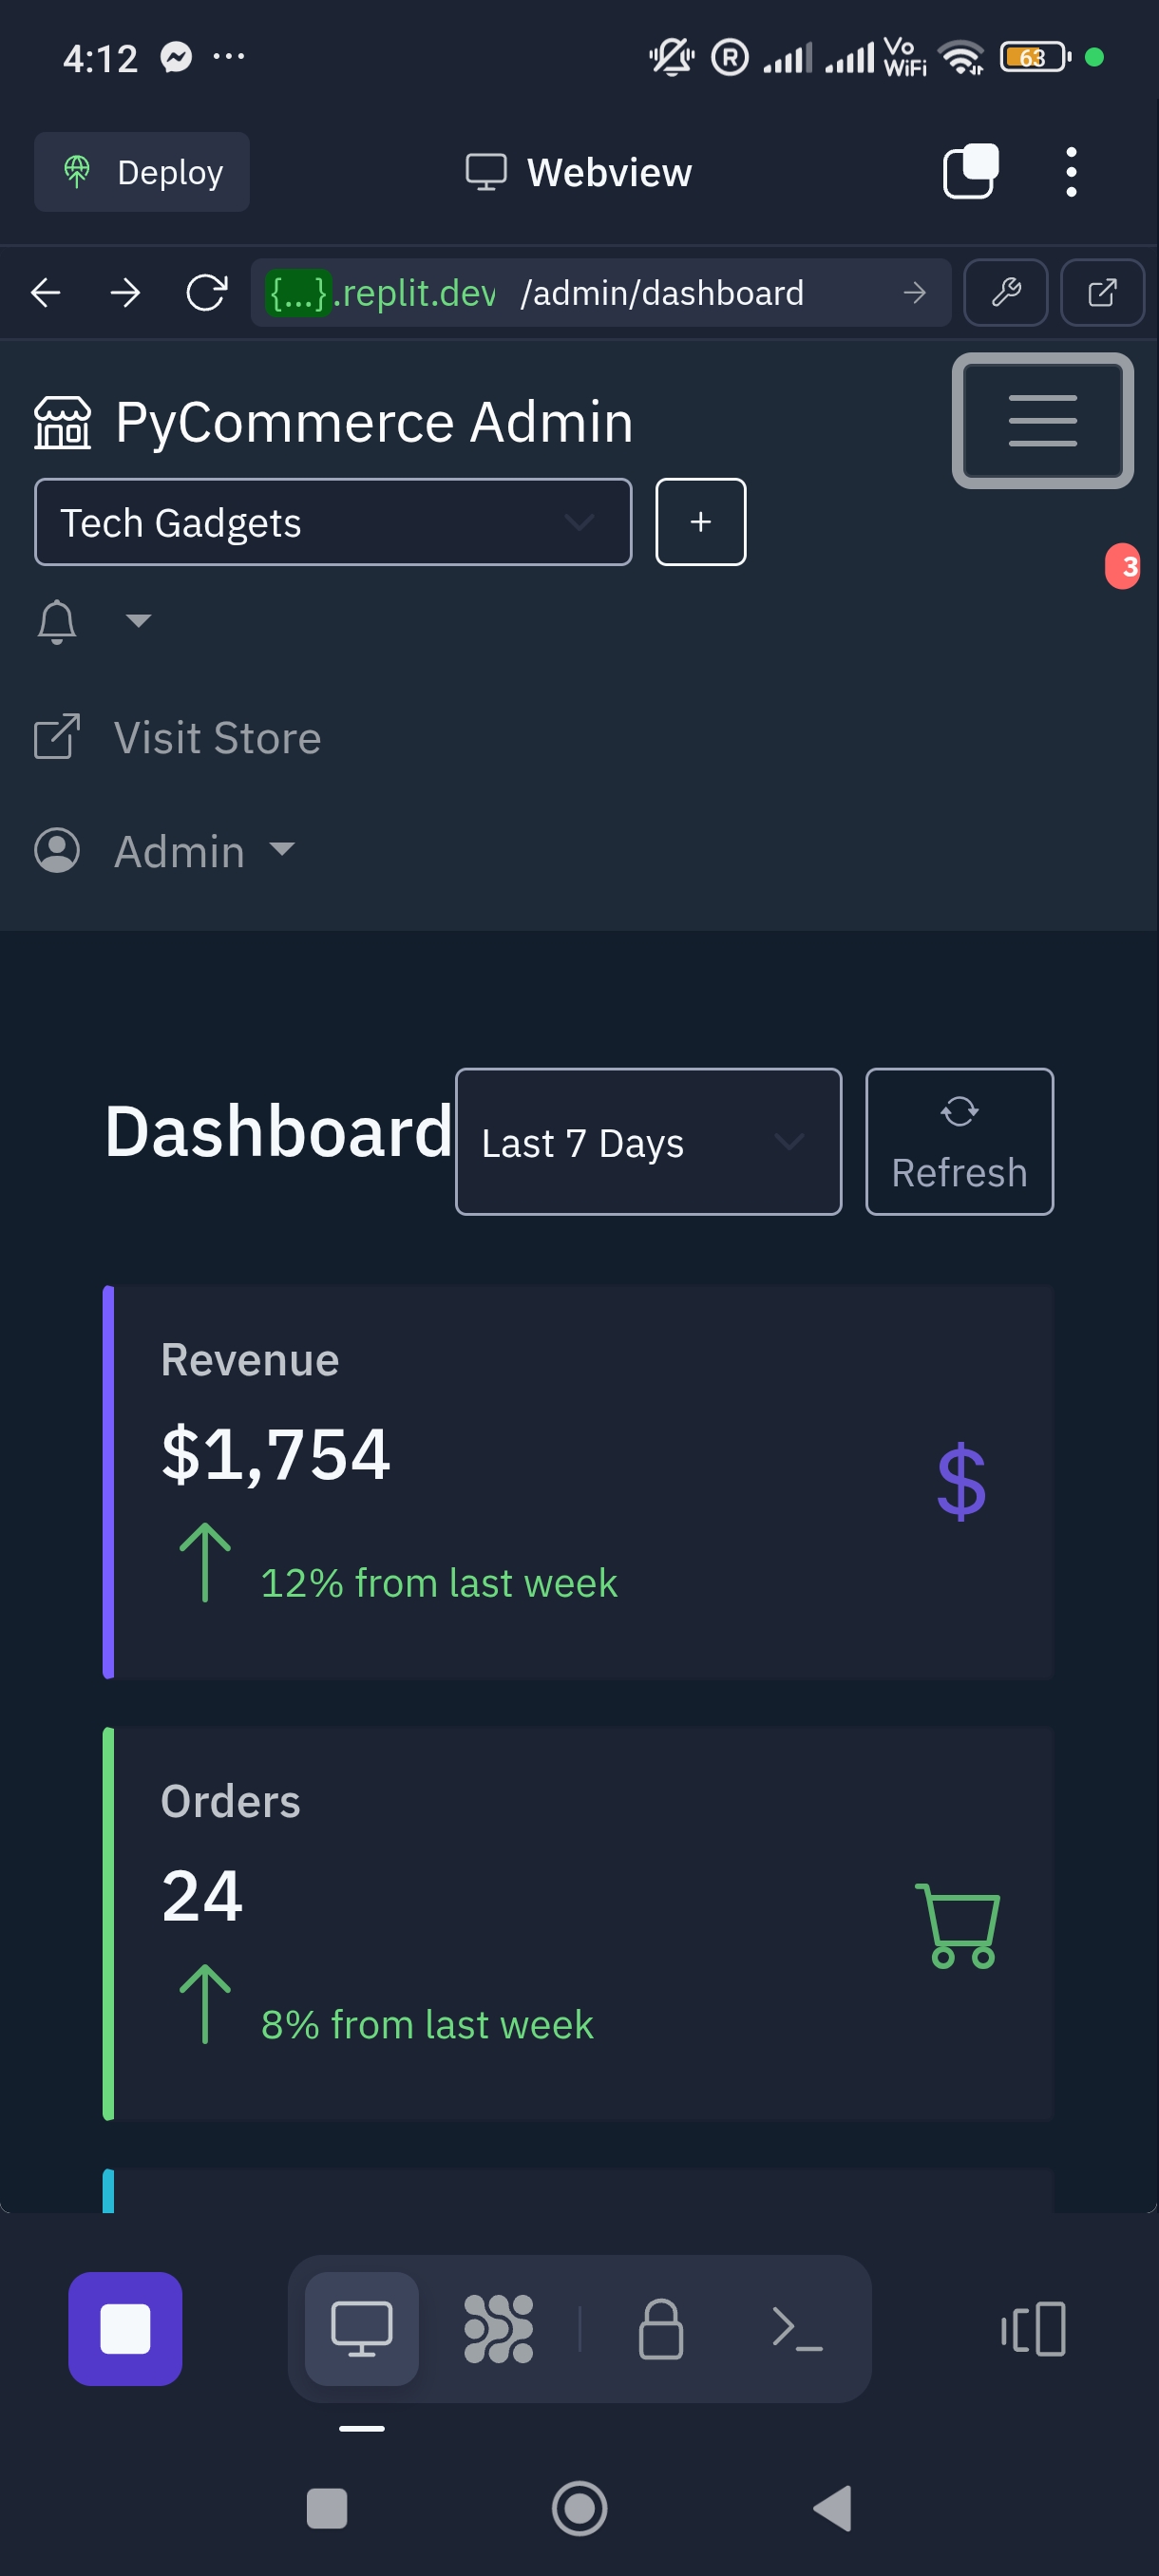 4:12
R
Vo
WiFi
63
Deploy
Webview
{...}.replit.dev /admin/dashboard
PyCommerce Admin
Tech Gadgets
+
3
Visit Store
Admin
Dashboard
Last 7 Days
Refresh
Revenue
$1,754
$
12% from last week
Orders
24
8% from last week